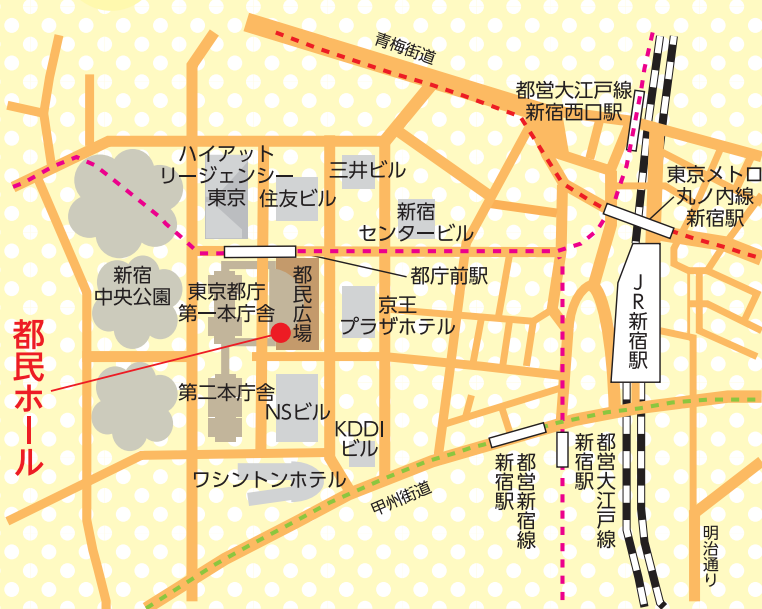 青梅街道
都営大江戸線
新宿西口駅
ハイアット
リージェンシー
東京
住友ビル
三井ビル
東京メトロ
丸ノ内線
新宿駅
新宿
センタービル
新宿
中央公園
東京都庁
第一本庁舎
都民広場
都庁前駅
京王
プラザホテル
JR新宿駅
都民ホール
第二本庁舎
NSビル
KDDI
ビル
ワシントンホテル
甲州街道
都営新宿線
新宿駅
都営大江戸線
新宿駅
明治通り